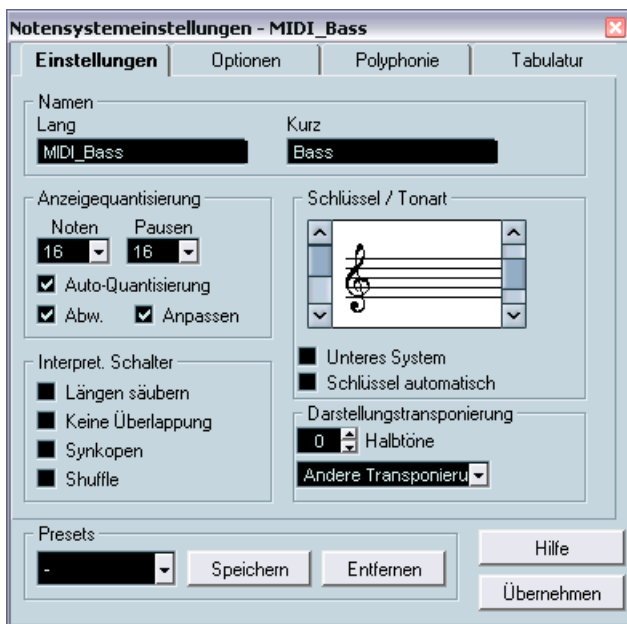 Notensystemeinstellungen - MIDI_Bass
Einstellungen Optionen Polyphonie Tabulatur
Namen
Lang Kurz
MIDI_Bass Bass
Anzeigequantisierung
Noten Pausen
16 16
Auto-Quantisierung
Abw. Anpassen
Schlüssel / Tonart
Unteres System
Schlüssel automatisch
Interpret. Schalter
Längen säubern
Keine Überlappung
Synkopen
Shuffle
Darstellungstransponierung
0 Halbtöne
Andere Transponieru
Presets
- Speichern Entfernen
Hilfe
Übernehmen